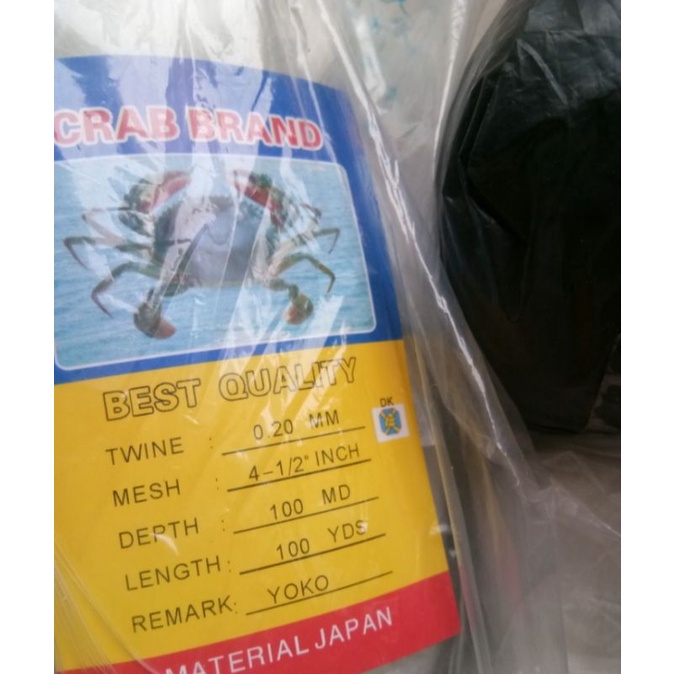 CRAB BRAND
BEST QUALITY
DK
TWINE : 0.20 MM
MESH : 4-1/2" INCH
DEPTH : 100 MD
LENGTH : 100 YDS
REMARK: YOKO
MATERIAL JAPAN